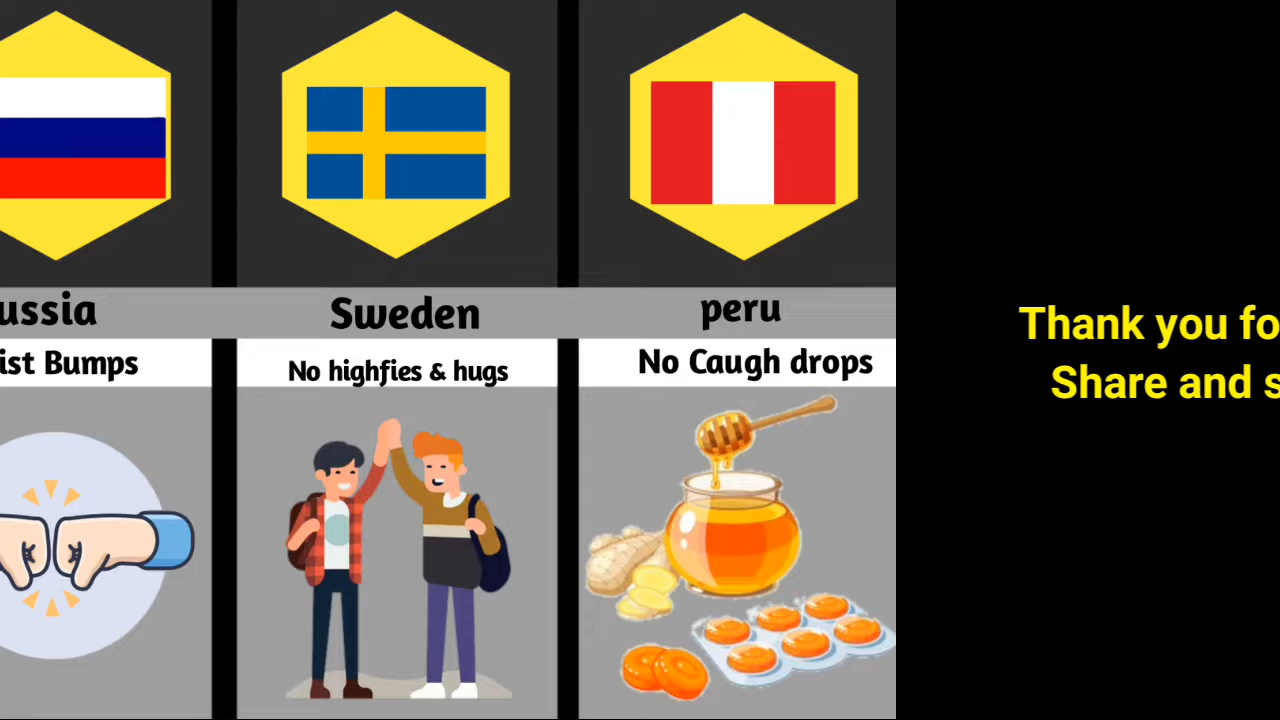 ussia
Sweden
peru
ist Bumps
No highfies & hugs
No Caugh drops
Thank you fo
Share and s